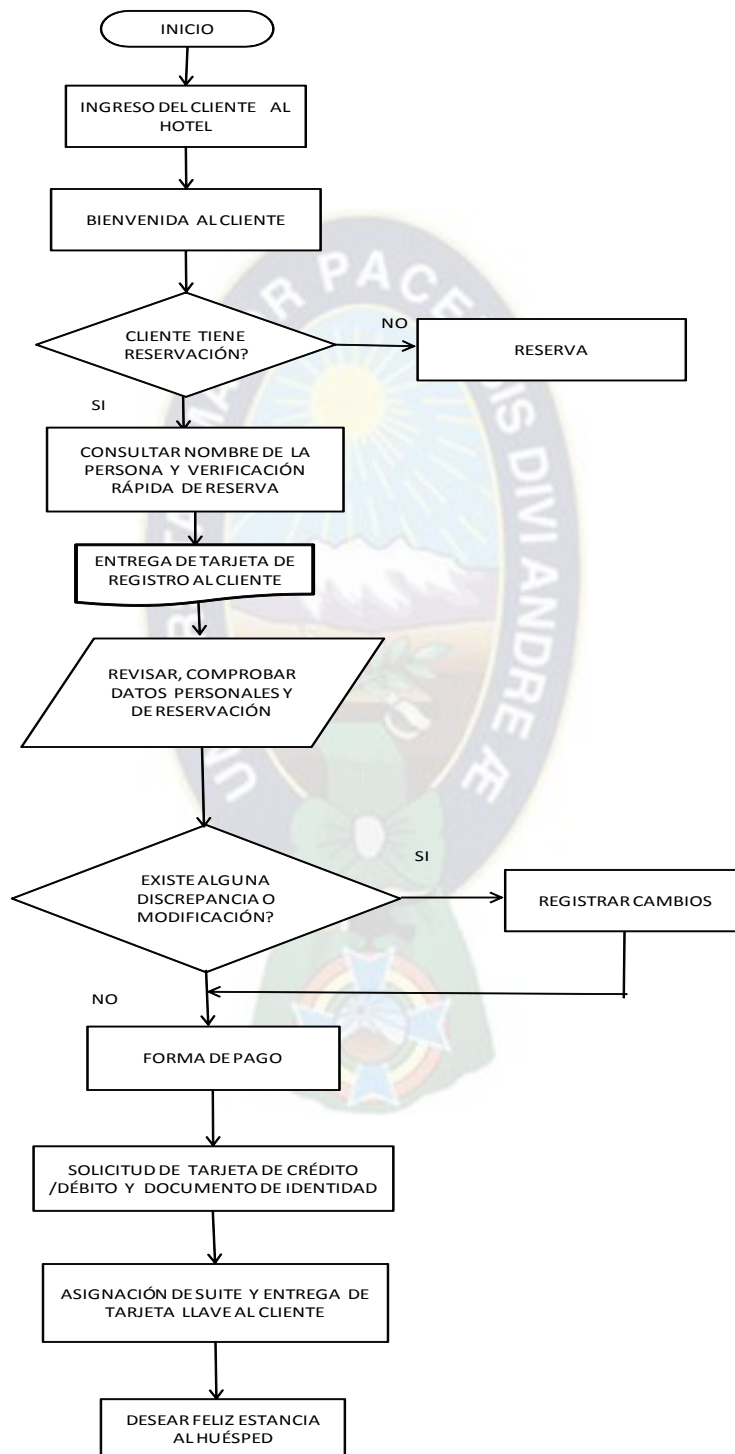 INICIO
INGRESO DEL CLIENTE AL
HOTEL
BIENVENIDA AL CLIENTE
CLIENTE TIENE
RESERVACIÓN?
NO
RESERVA
SI
CONSULTAR NOMBRE DE LA
PERSONA Y VERIFICACIÓN
RÁPIDA DE RESERVA
ENTREGA DE TARJETA DE
REGISTRO AL CLIENTE
REVISAR, COMPROBAR
DATOS PERSONALES Y
DE RESERVACIÓN
EXISTE ALGUNA
DISCREPANCIA O
MODIFICACIÓN?
SI
REGISTRAR CAMBIOS
NO
FORMA DE PAGO
SOLICITUD DE TARJETA DE CRÉDITO
/DÉBITO Y DOCUMENTO DE IDENTIDAD
ASIGNACIÓN DE SUITE Y ENTREGA DE
TARJETA LLAVE AL CLIENTE
DESEAR FELIZ ESTANCIA
AL HUÉSPED
DIVI ANDRE Æ